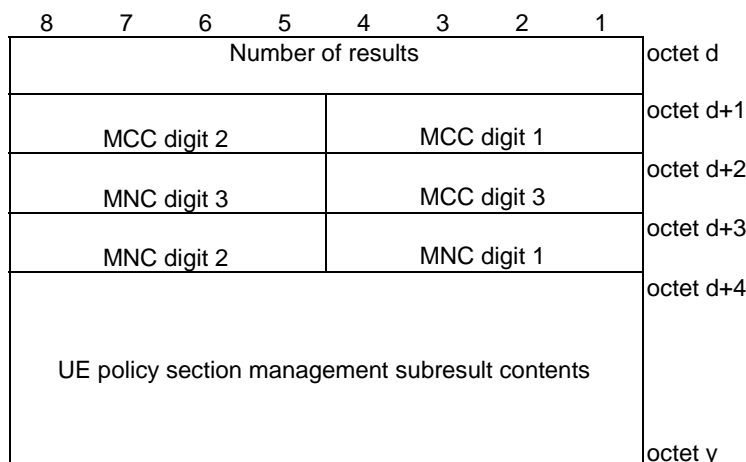 8 7 6 5 4 3 2 1
Number of results octet d
octet d+1
MCC digit 2 MCC digit 1
octet d+2
MNC digit 3 MCC digit 3
octet d+3
MNC digit 2 MNC digit 1
octet d+4
UE policy section management subresult contents
octet y